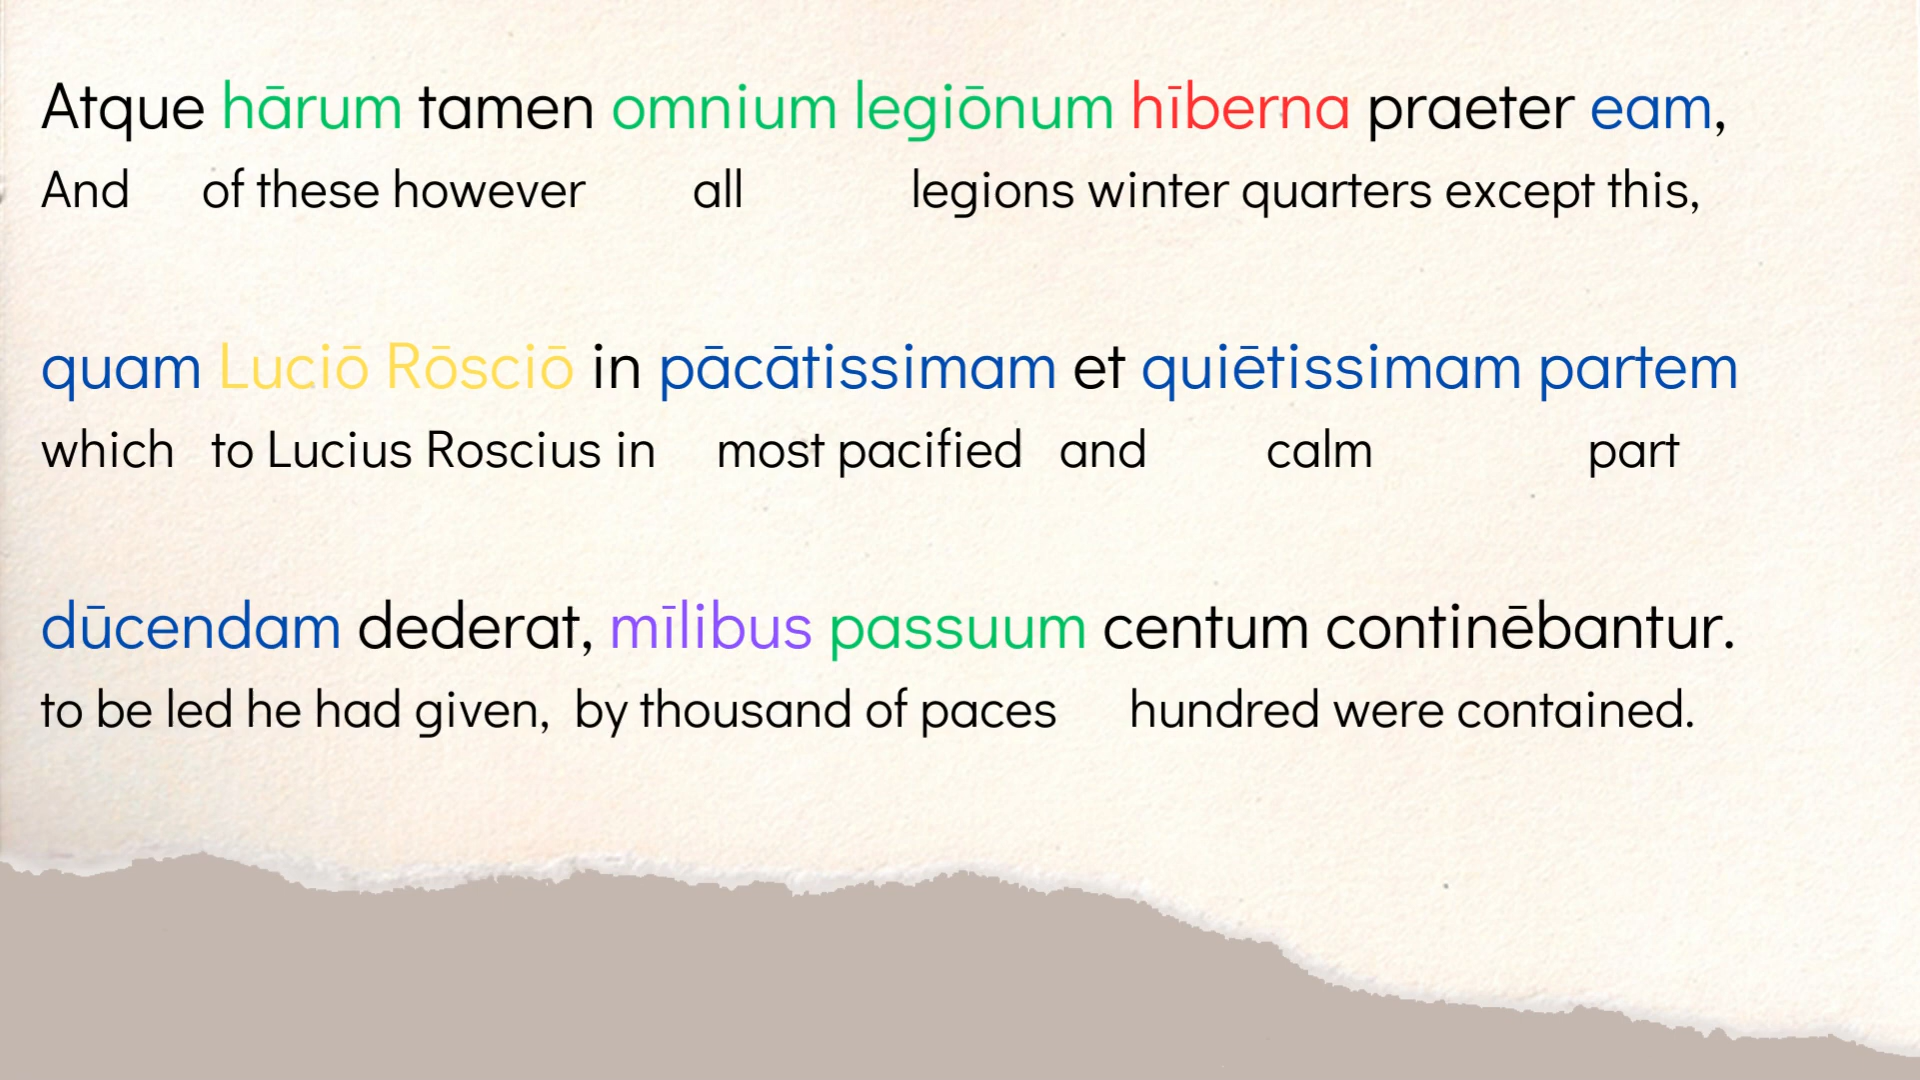 Atque hārum tamen omnium legiōnum hīberna praeter eam,
And of these however all legions winter quarters except this,
quam Luciō Rōsciō in pācātissimam et quiētissimam partem
which to Lucius Roscius in most pacified and calm part
dūcendam dederat, mīlibus passuum centum continēbantur.
to be led he had given, by thousand of paces hundred were contained.